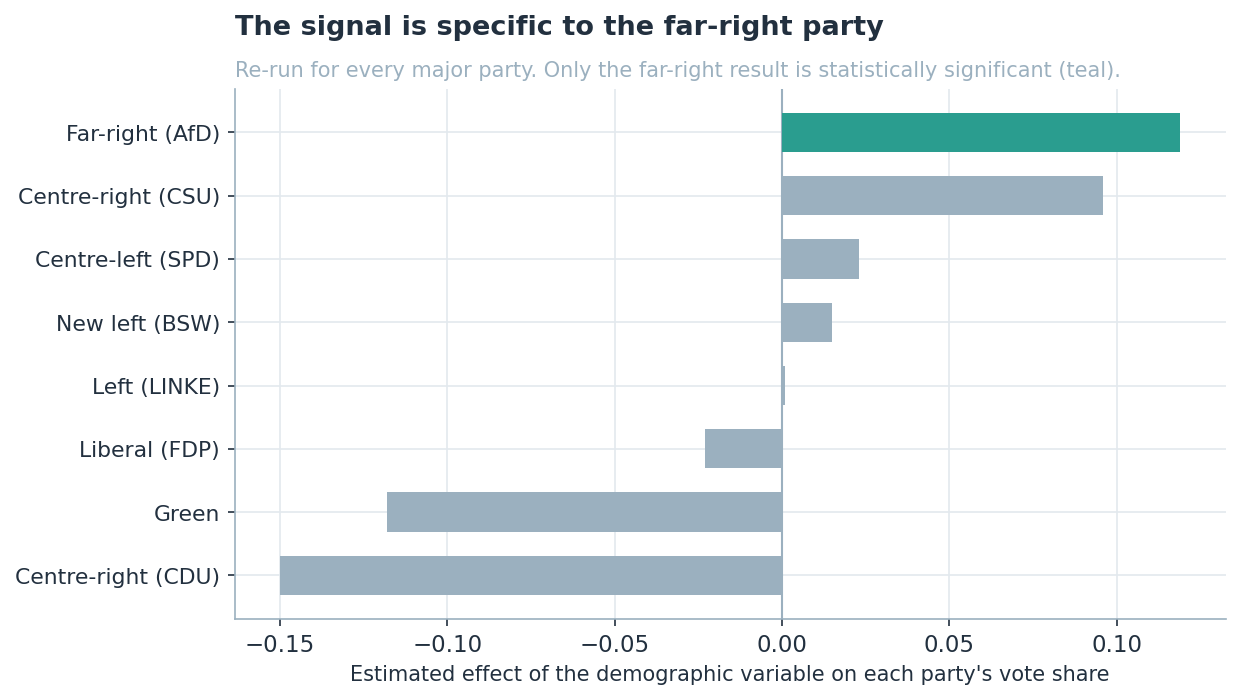 The signal is specific to the far-right party
Re-run for every major party. Only the far-right result is statistically significant (teal).
Far-right (AfD)
Centre-right (CSU)
Centre-left (SPD)
New left (BSW)
Left (LINKE)
Liberal (FDP)
Green
Centre-right (CDU)
−0.15 −0.10 −0.05 0.00 0.05 0.10
Estimated effect of the demographic variable on each party's vote share